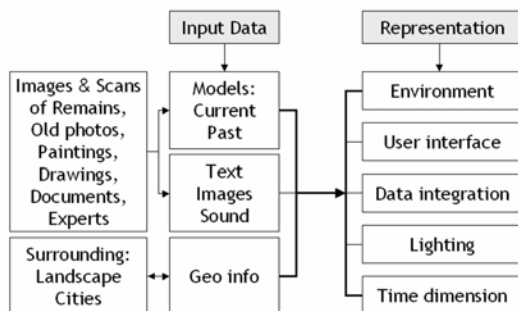 Input Data
Representation
Images & Scans
of Remains,
Old photos,
Paintings,
Drawings,
Documents,
Experts
Surrounding:
Landscape
Cities
Models:
Current
Past
Text
Images
Sound
Geo info
Environment
User interface
Data integration
Lighting
Time dimension